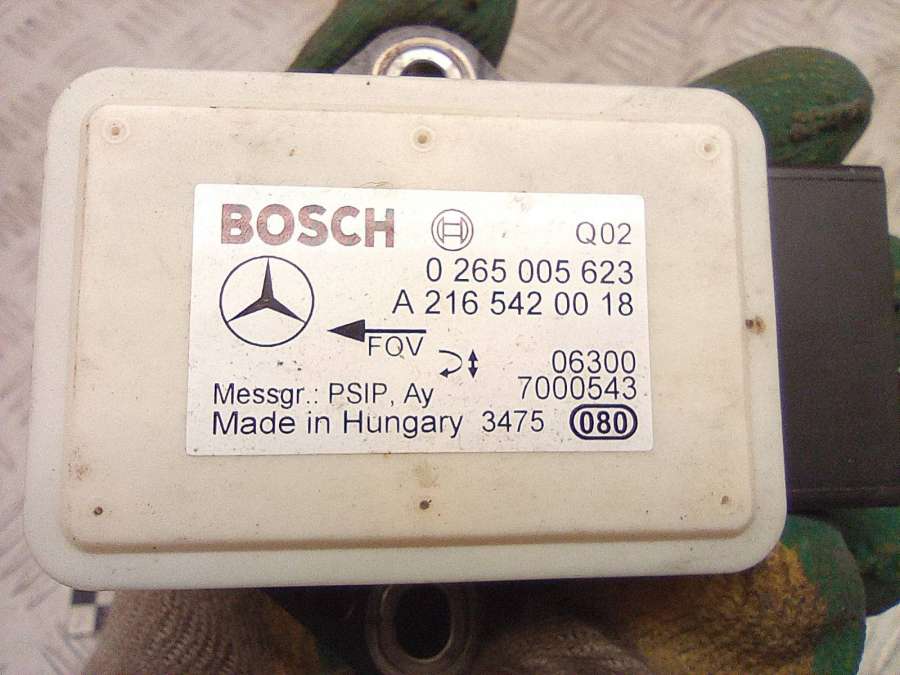 BOSCH Q02
0 265 005 623
A 216 542 00 18
FQV
06300
Messgr.: PSIP, Ay 7000543
Made in Hungary 3475 080